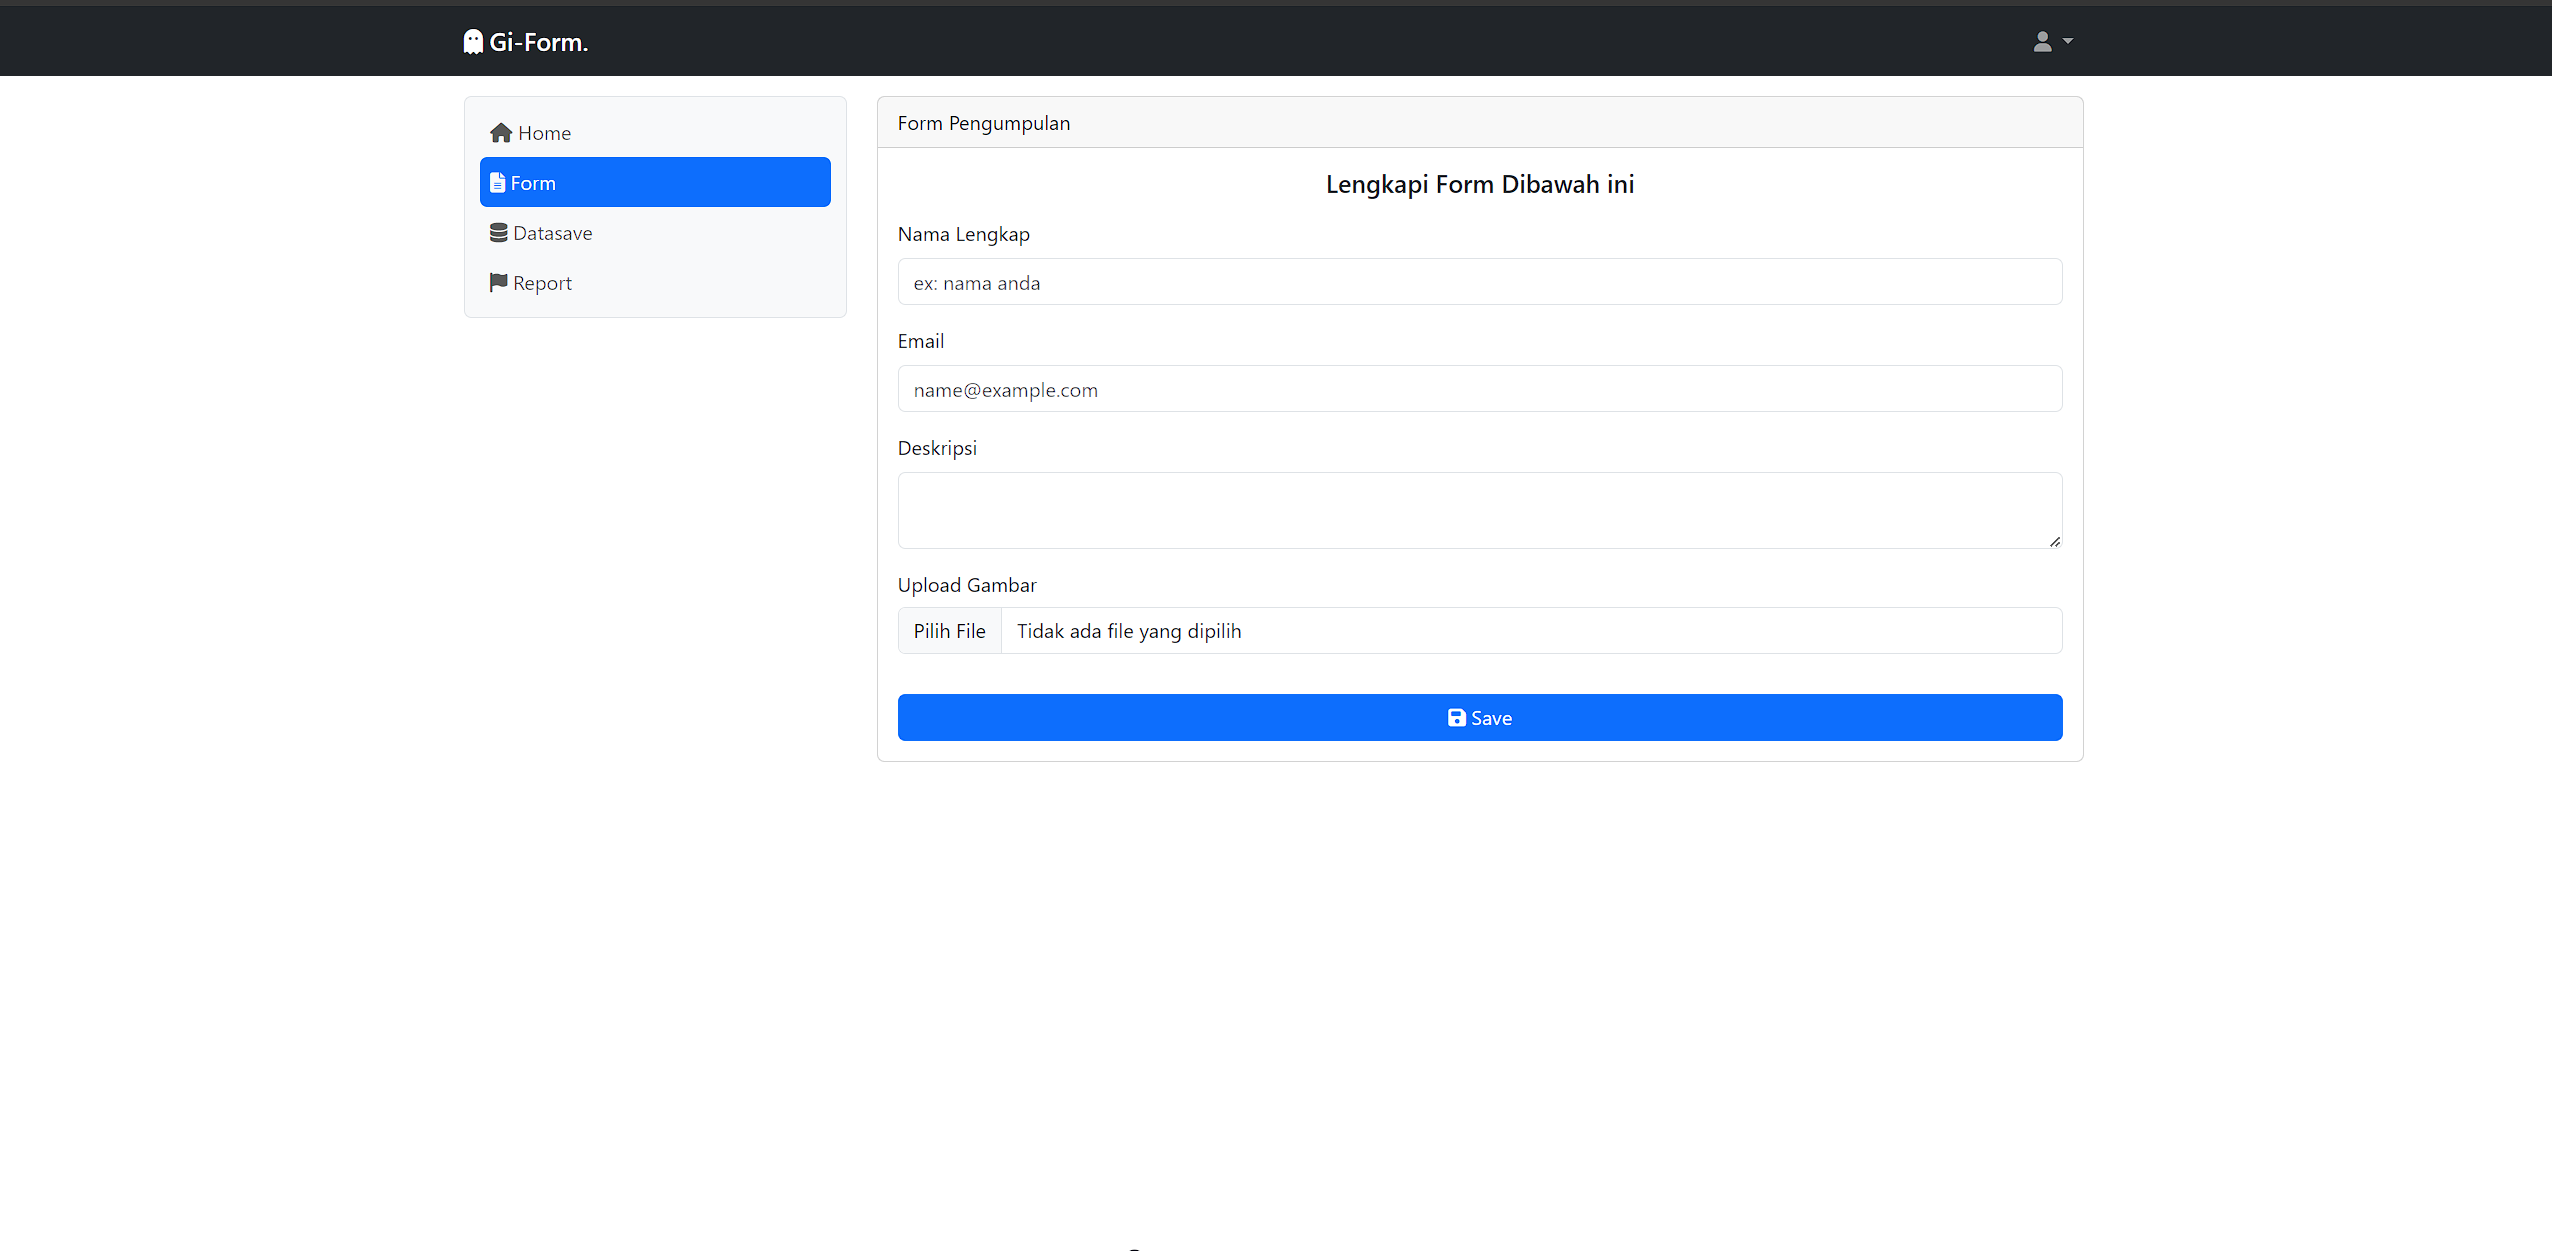 Gi-Form.
Home
Form
Datasave
Report
Form Pengumpulan
Lengkapi Form Dibawah ini
Nama Lengkap
ex: nama anda
Email
name@example.com
Deskripsi
Upload Gambar
Pilih File Tidak ada file yang dipilih
Save